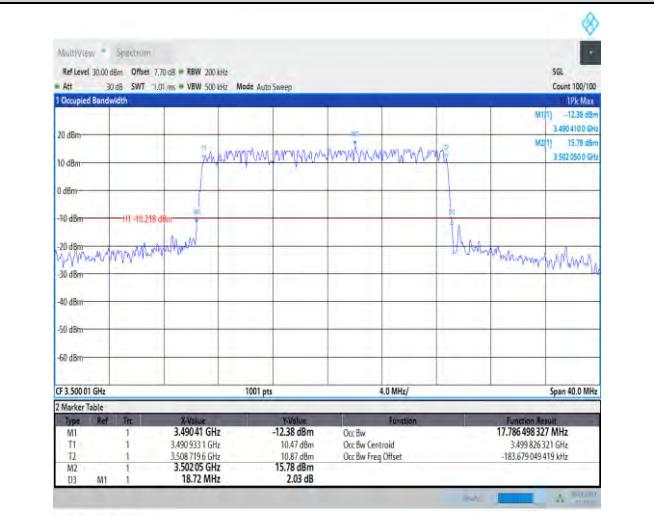 MultiView Spectrum
Ref Level 30.00 dBm Offset 7.70 dB RBW 200 kHz SGL
Att 30 dB SWT 1.01 ms VBW 500 kHz Mode Auto Sweep Count 100/100
1 Occupied Bandwidth 1Pk Max
M1[1] -12.38 dBm
3.490 410 0 GHz
M2[1] 15.78 dBm
3.502 050 0 GHz
20 dBm
10 dBm
0 dBm
-10 dBm
H1 -10.218 dBm
-20 dBm
-30 dBm
-40 dBm
-50 dBm
-60 dBm
T1
M2
T2
M1
CF 3.500 01 GHz 1001 pts 4.0 MHz/ Span 40.0 MHz
2 Marker Table
Type Ref Trc X-Value Y-Value Function Function Result
M1 1 3.490 41 GHz -12.38 dBm Occ Bw 17.786 498 327 MHz
T1 1 3.490 933 1 GHz 10.47 dBm Occ Bw Centroid 3.499 826 321 GHz
T2 1 3.508 719 6 GHz 10.87 dBm Occ Bw Freq Offset -183.679 049 419 kHz
M2 1 3.502 05 GHz 15.78 dBm
D3 M1 1 18.72 MHz 2.03 dB